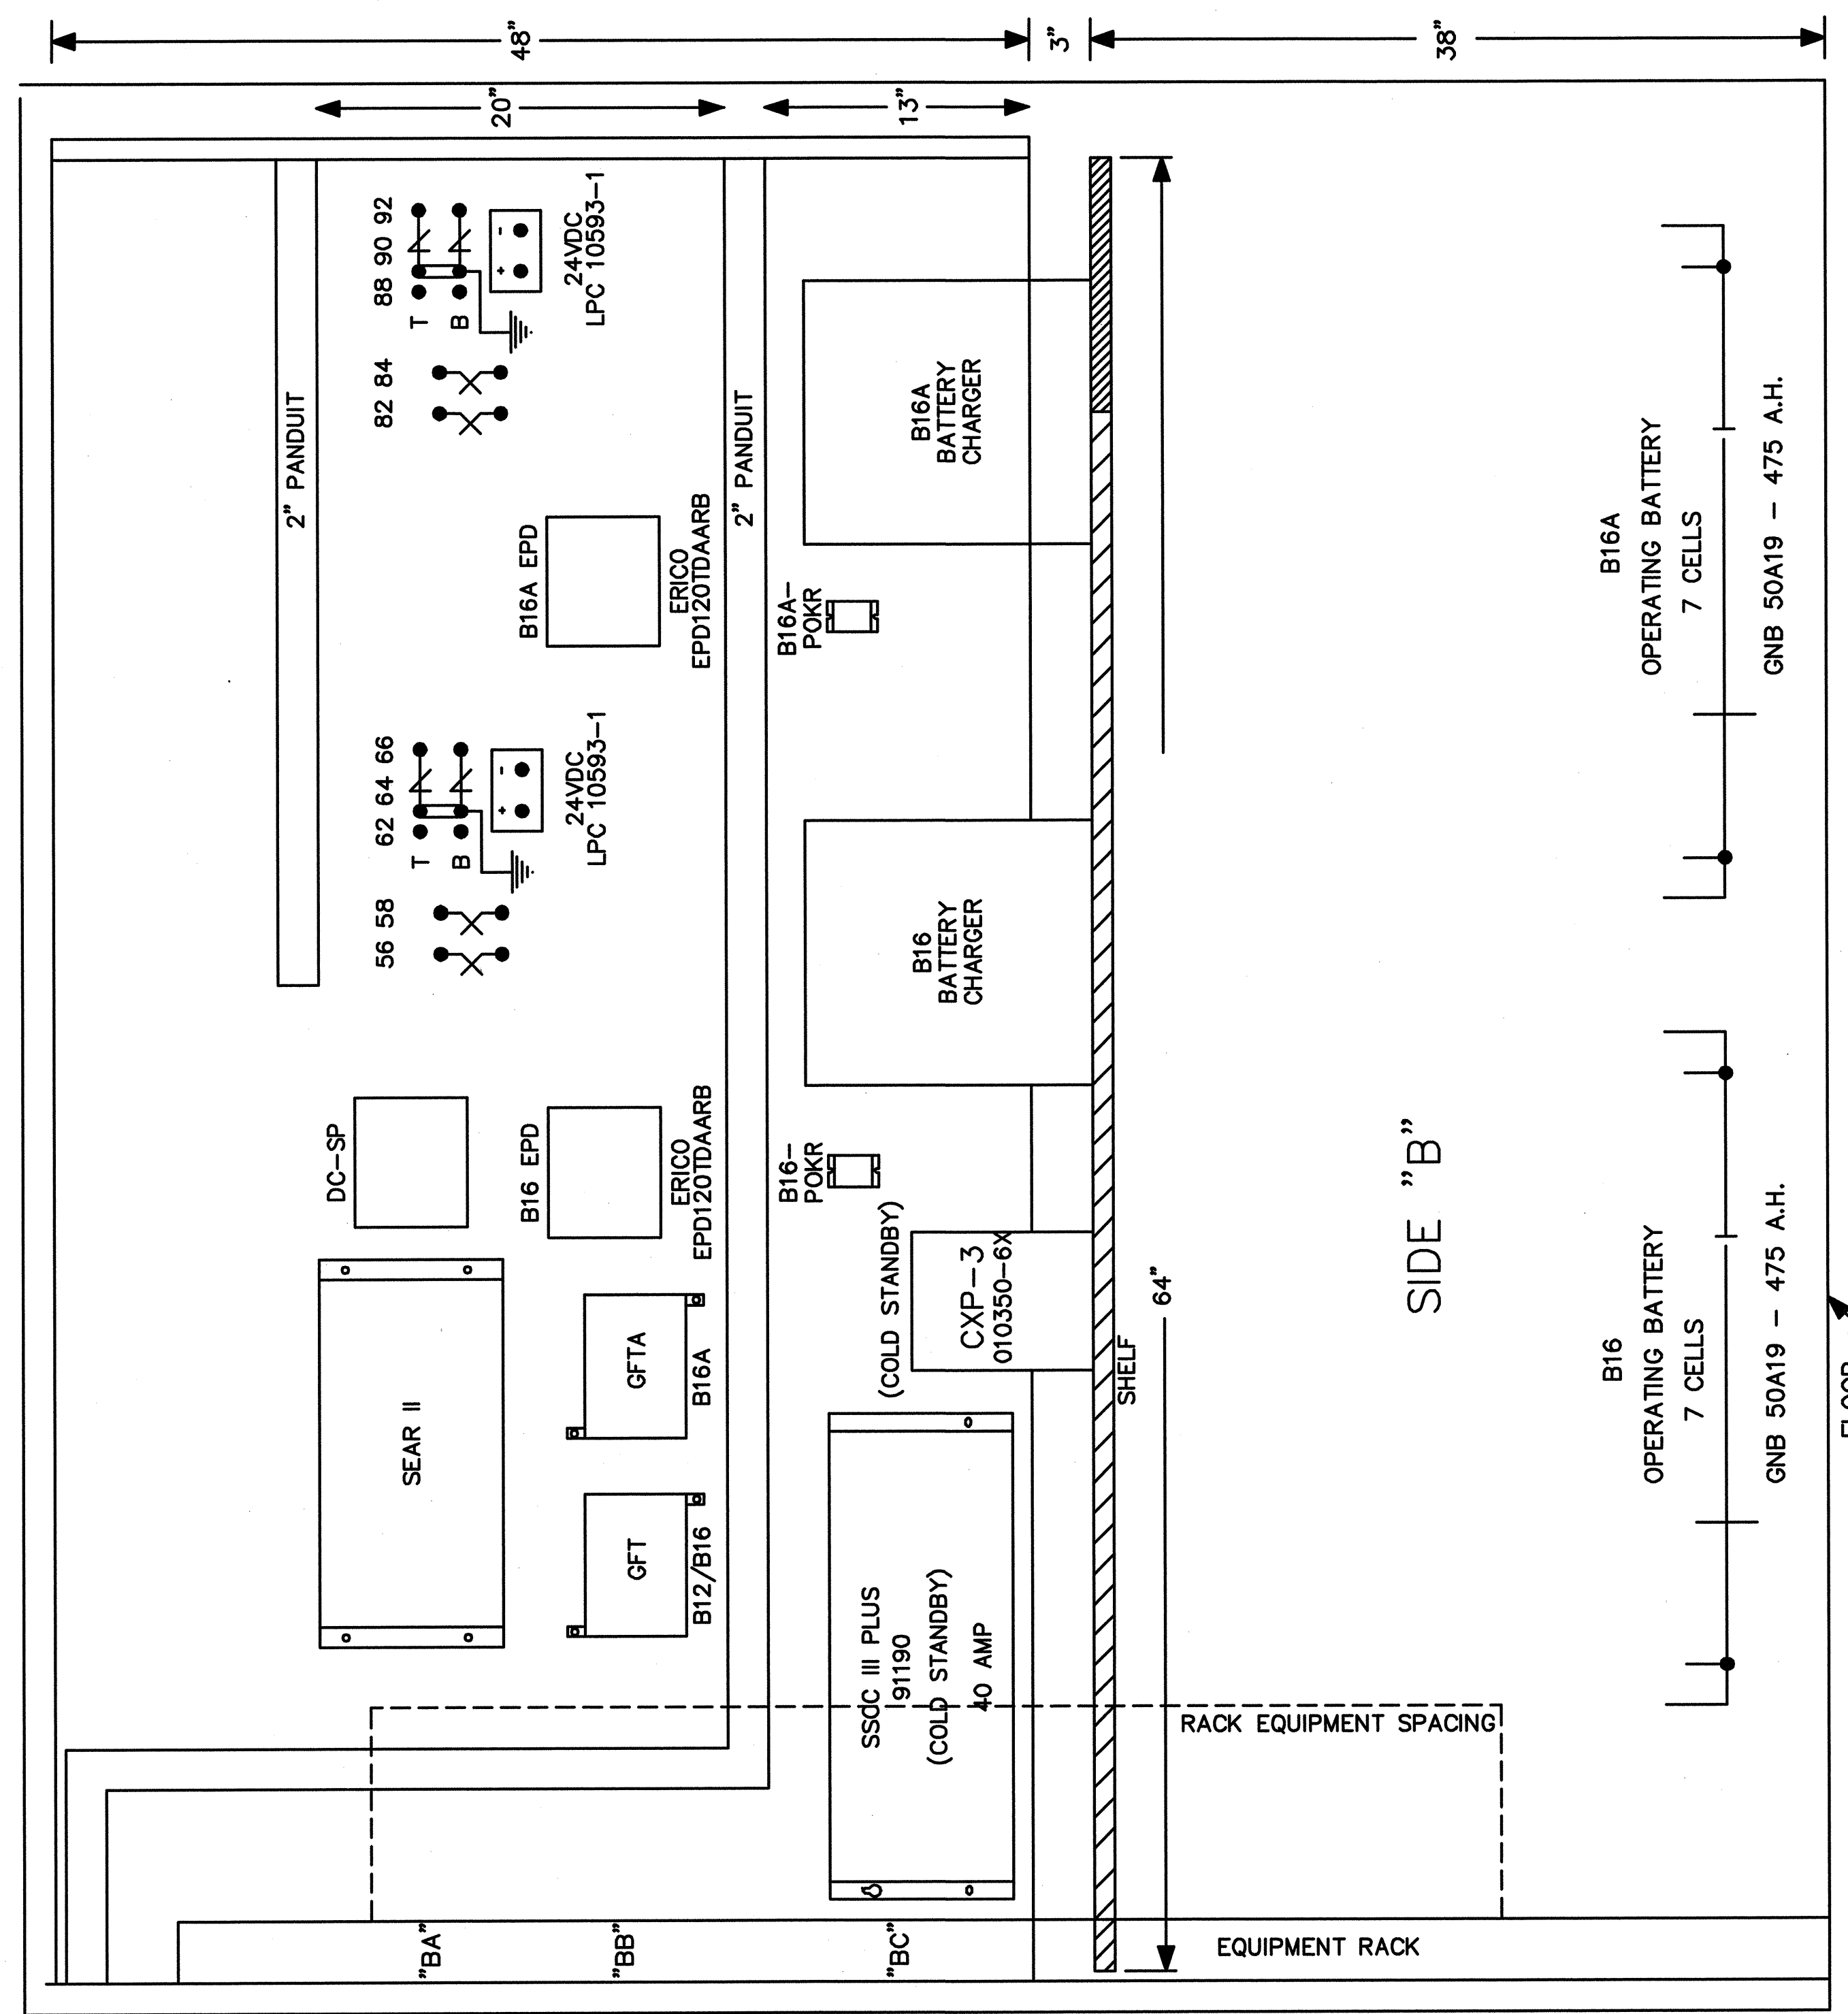 48"
3"
38"
20"
13"
2" PANDUIT
88 90 92
T
B
+ -
24VDC
LPC 10593-1
82 84
62 64 66
T
B
+ -
24VDC
LPC 10593-1
56 58
B16A EPD
ERICO
EPD120TDAARB
DC-SP
B16 EPD
ERICO
EPD120TDAARB
SEAR II
GFTA
B16A
GFT
B12/B16
2" PANDUIT
B16A
BATTERY
CHARGER
B16A-
POKR
B16
BATTERY
CHARGER
B16-
POKR
(COLD STANDBY)
CXP-3
010350-6X
SSCC III PLUS
91190
(COLD STANDBY)
40 AMP
SHELF
64"
RACK EQUIPMENT SPACING
EQUIPMENT RACK
"BA"
"BB"
"BC"
SIDE "B"
B16A
OPERATING BATTERY
7 CELLS
GNB 50A19 - 475 A.H.
B16
OPERATING BATTERY
7 CELLS
GNB 50A19 - 475 A.H.